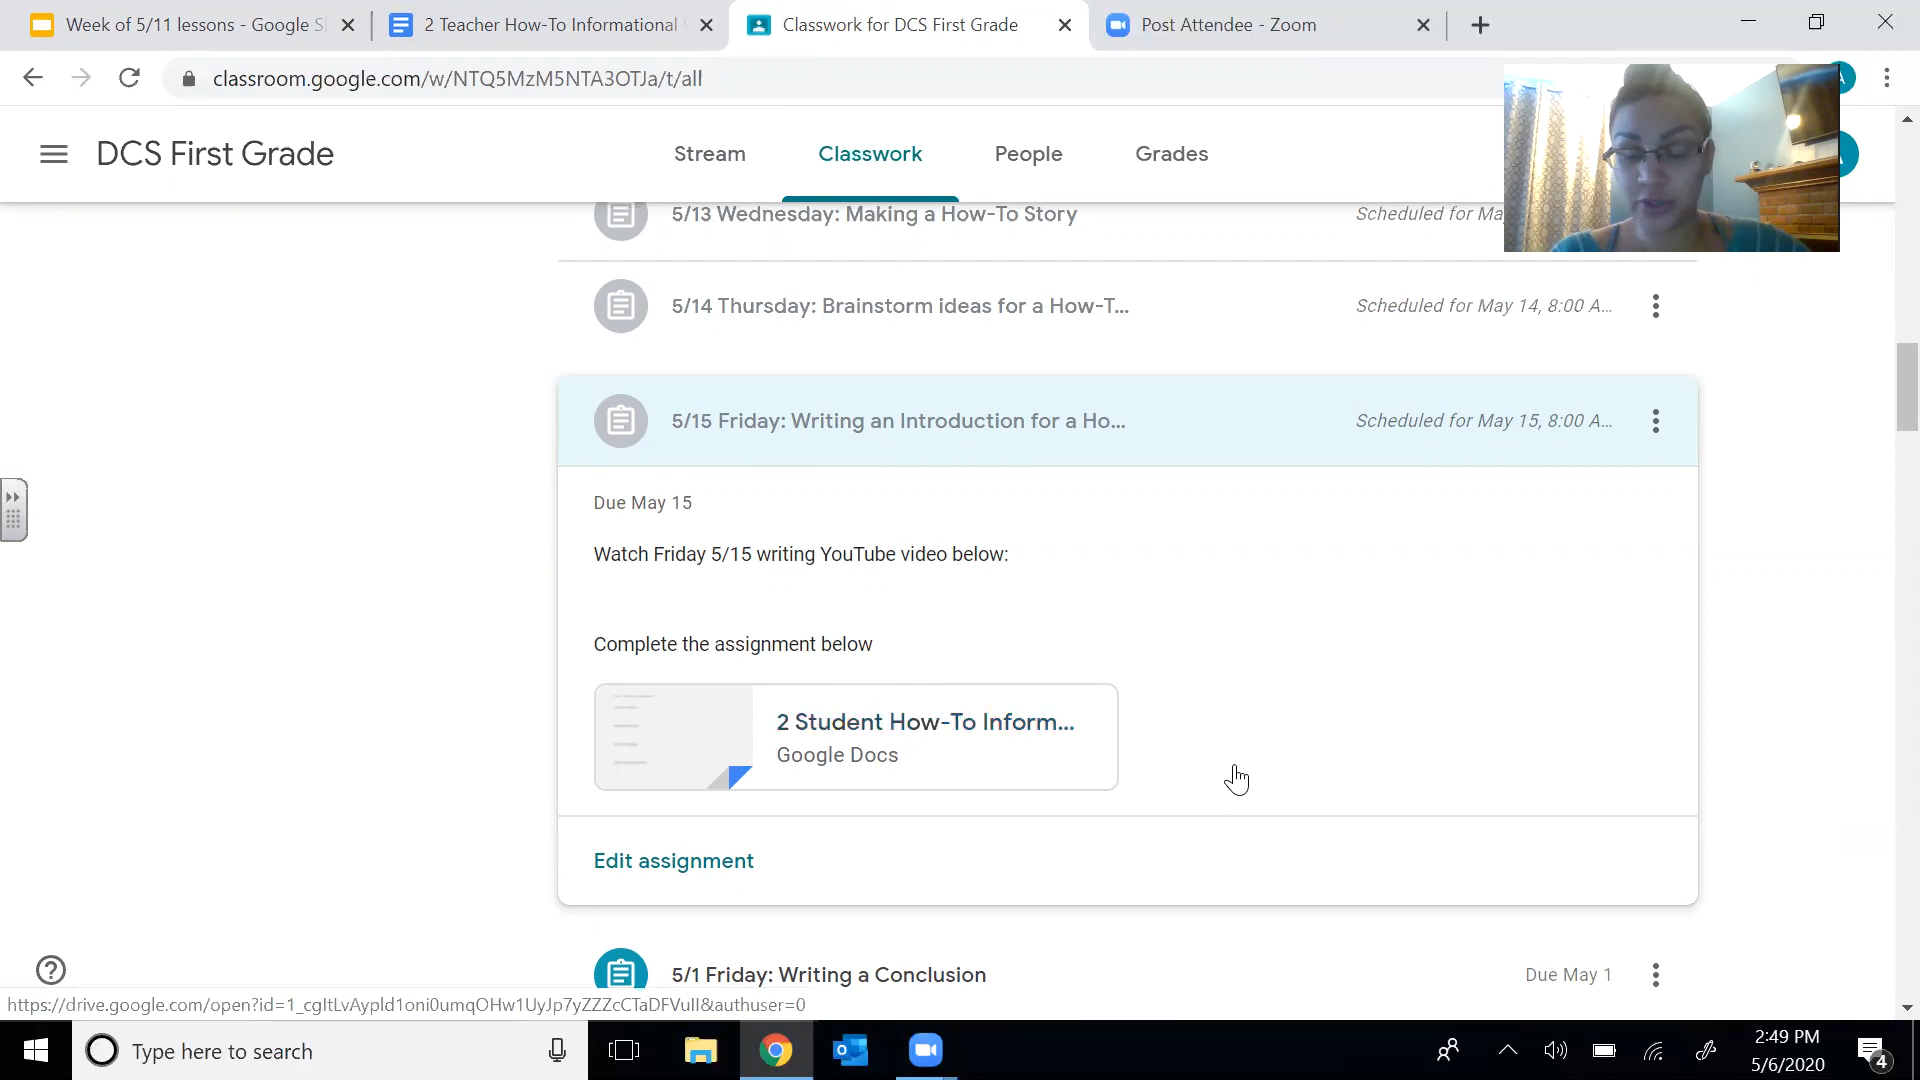 Week of 5/11 lessons - Google Sl
2 Teacher How-To Informational
Classwork for DCS First Grade
Post Attendee - Zoom
classroom.google.com/w/NTQ5MzM5NTA3OTJa/t/all
DCS First Grade
Stream
Classwork
People
Grades
5/13 Wednesday: Making a How-To Story
Scheduled for Ma
5/14 Thursday: Brainstorm ideas for a How-T...
Scheduled for May 14, 8:00 A...
5/15 Friday: Writing an Introduction for a Ho...
Scheduled for May 15, 8:00 A...
Due May 15
Watch Friday 5/15 writing YouTube video below:
Complete the assignment below
2 Student How-To Inform...
Google Docs
Edit assignment
5/1 Friday: Writing a Conclusion
Due May 1
https://drive.google.com/open?id=1_cgItLvAypId1oni0umqOHw1UyJp7yZZZcCTaDFVuII&authuser=0
Type here to search
2:49 PM
5/6/2020
4